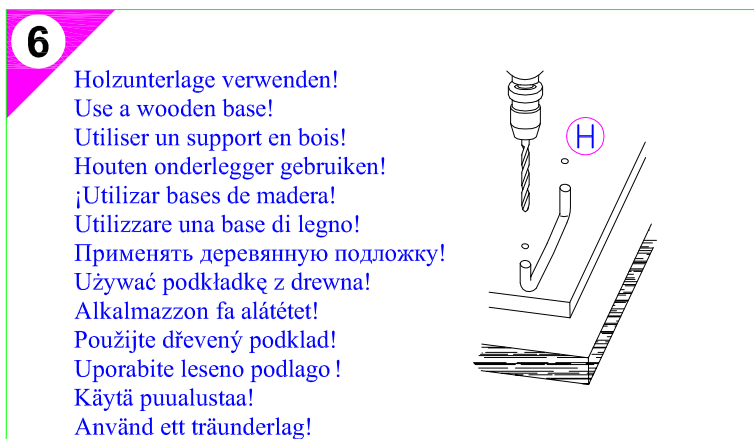 6
Holzunterlage verwenden!
Use a wooden base!
Utiliser un support en bois!
Houten onderlegger gebruiken!
¡Utilizar bases de madera!
Utilizzare una base di legno!
Применять деревянную подложку!
Używać podkładkę z drewna!
Alkalmazzon fa alátétet!
Použijte dřevený podklad!
Uporabite leseno podlago !
Käytä puualustaa!
Använd ett träunderlag!
H